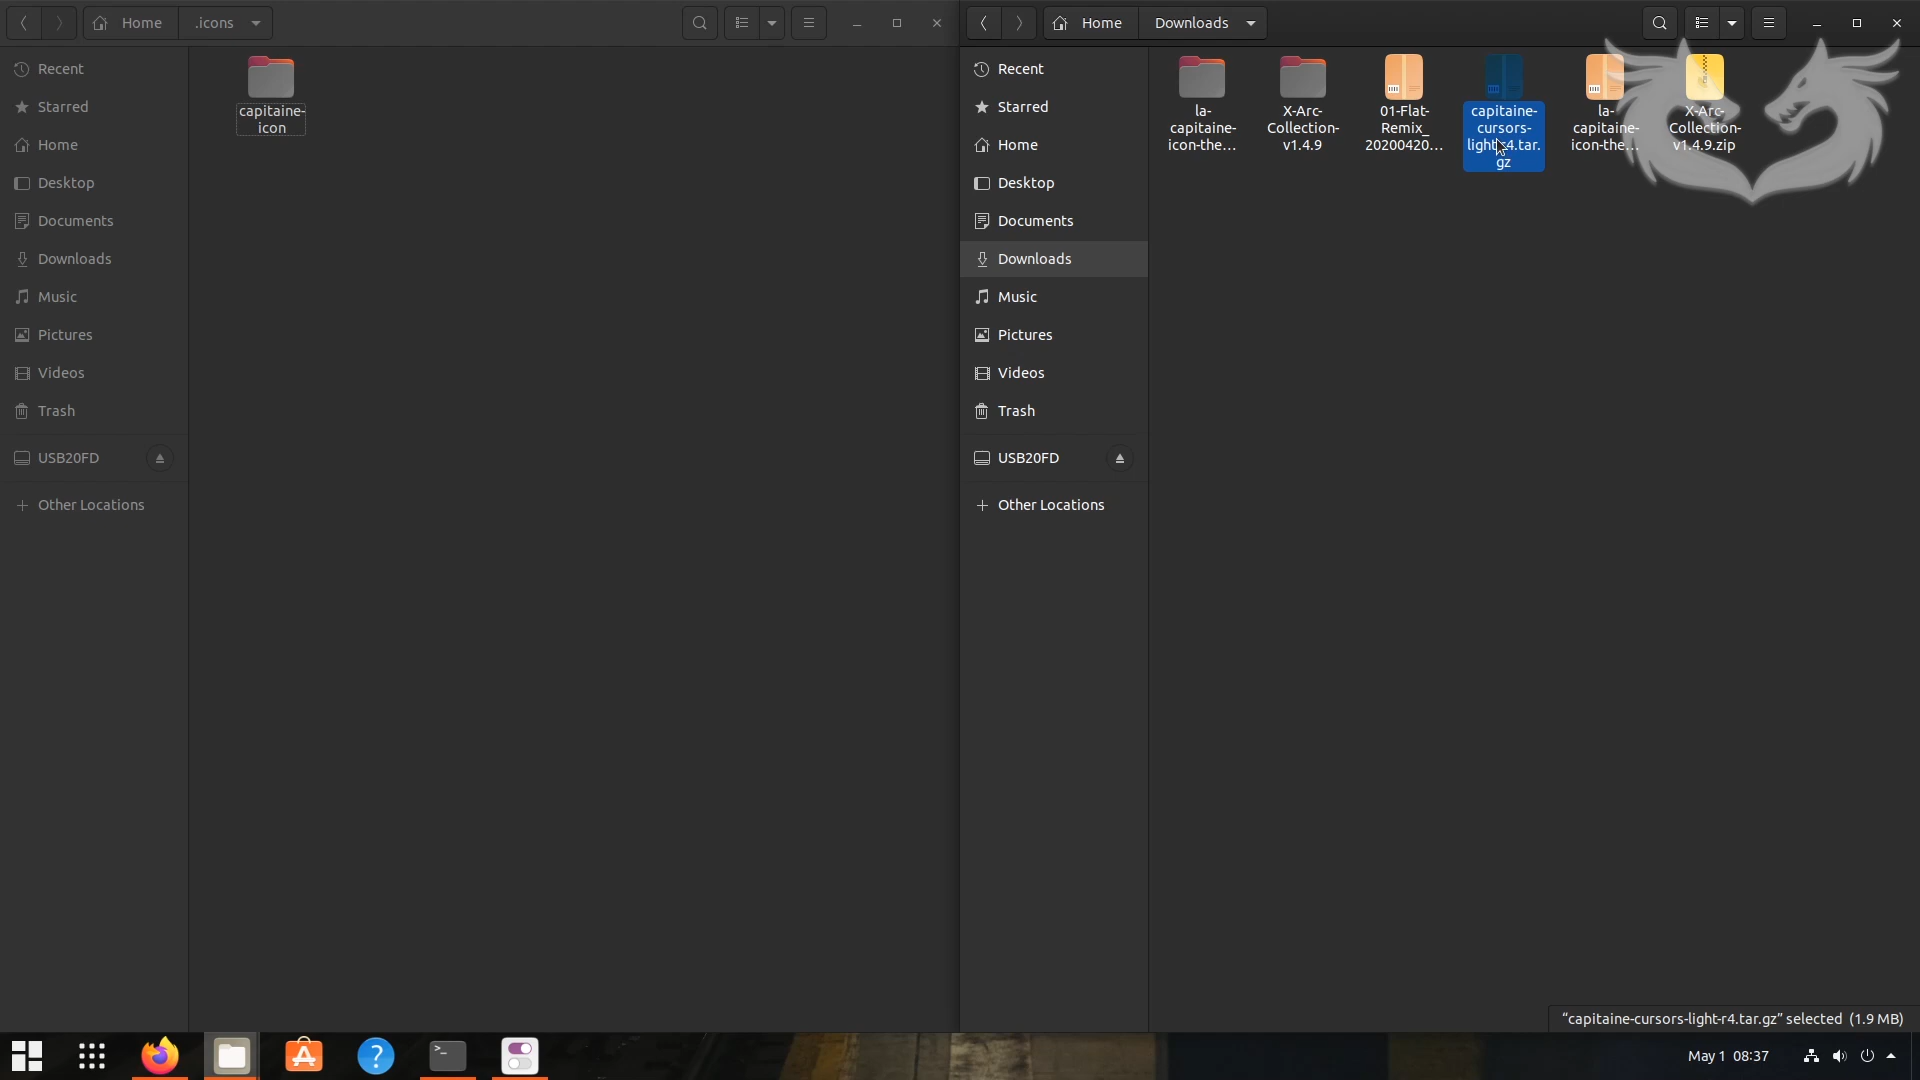 Home
.icons
Recent
Starred
Home
Desktop
Documents
Downloads
Music
Pictures
Videos
Trash
USB20FD
Other Locations
capitaine-
icon
Home
Downloads
Recent
Starred
Home
Desktop
Documents
Downloads
Music
Pictures
Videos
Trash
USB20FD
Other Locations
la-
capitaine-
icon-the...
X-Arc-
Collection-
v1.4.9
01-Flat-
Remix_
20200420...
capitaine-
cursors-
light-r4.tar.
gz
la-
capitaine-
icon-the...
X-Arc-
Collection-
v1.4.9.zip
“capitaine-cursors-light-r4.tar.gz” selected (1.9 MB)
May 1 08:37